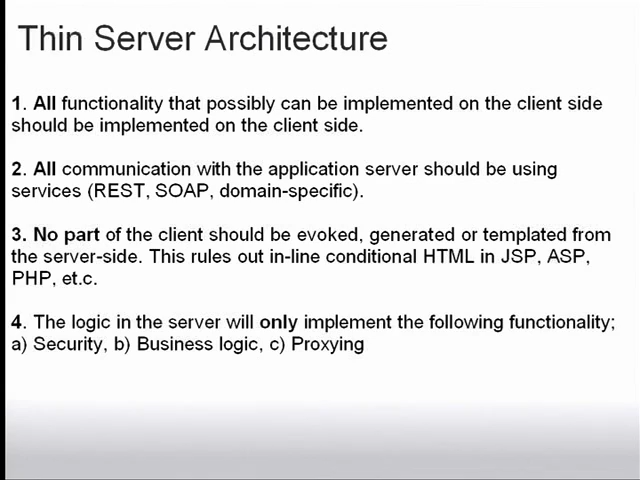 Thin Server Architecture
1. All functionality that possibly can be implemented on the client side
should be implemented on the client side.
2. All communication with the application server should be using
services (REST, SOAP, domain-specific).
3. No part of the client should be evoked, generated or templated from
the server-side. This rules out in-line conditional HTML in JSP, ASP,
PHP, et.c.
4. The logic in the server will only implement the following functionality;
a) Security, b) Business logic, c) Proxying